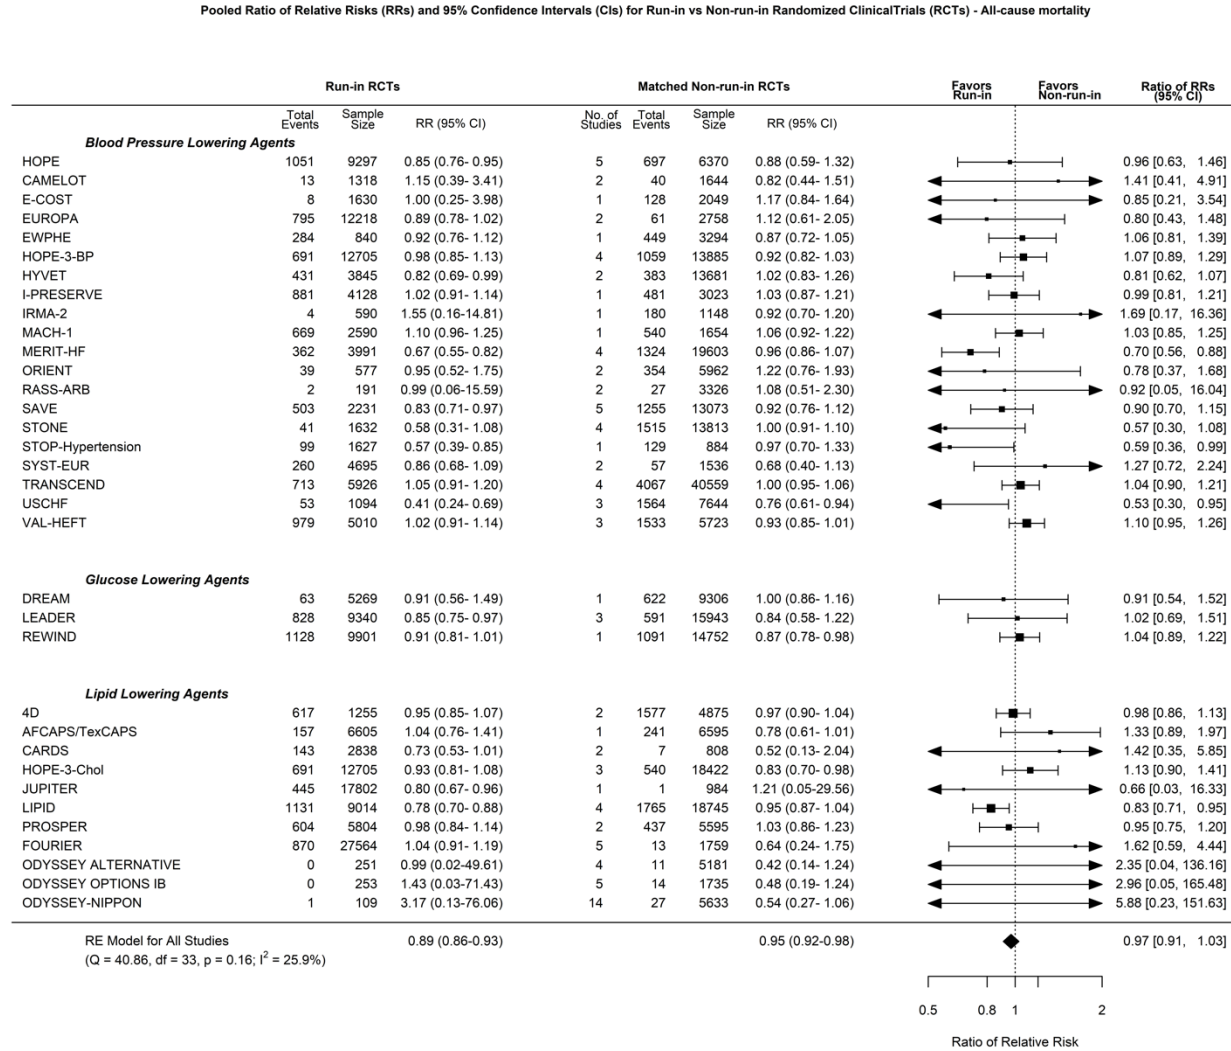 Pooled Ratio of Relative Risks (RRs) and 95% Confidence Intervals (CIs) for Run-in vs Non-run-in Randomized ClinicalTrials (RCTs) - All-cause mortality
Run-in RCTs Matched Non-run-in RCTs Favors Run-in Favors Non-run-in Ratio of RRs (95% CI)
Total Events Sample Size RR (95% CI) No. of Studies Total Events Sample Size RR (95% CI)
Blood Pressure Lowering Agents
HOPE 1051 9297 0.85 (0.76- 0.95) 5 697 6370 0.88 (0.59- 1.32) 0.96 [0.63, 1.46]
CAMELOT 13 1318 1.15 (0.39- 3.41) 2 40 1644 0.82 (0.44- 1.51) 1.41 [0.41, 4.91]
E-COST 8 1630 1.00 (0.25- 3.98) 1 128 2049 1.17 (0.84- 1.64) 0.85 [0.21, 3.54]
EUROPA 795 12218 0.89 (0.78- 1.02) 2 61 2758 1.12 (0.61- 2.05) 0.80 [0.43, 1.48]
EWPHE 284 840 0.92 (0.76- 1.12) 1 449 3294 0.87 (0.72- 1.05) 1.06 [0.81, 1.39]
HOPE-3-BP 691 12705 0.98 (0.85- 1.13) 4 1059 13885 0.92 (0.82- 1.03) 1.07 [0.89, 1.29]
HYVET 431 3845 0.82 (0.69- 0.99) 2 383 13681 1.02 (0.83- 1.26) 0.81 [0.62, 1.07]
I-PRESERVE 881 4128 1.02 (0.91- 1.14) 1 481 3023 1.03 (0.87- 1.21) 0.99 [0.81, 1.21]
IRMA-2 4 590 1.55 (0.16-14.81) 1 180 1148 0.92 (0.70- 1.20) 1.69 [0.17, 16.36]
MACH-1 669 2590 1.10 (0.96- 1.25) 1 540 1654 1.06 (0.92- 1.22) 1.03 [0.85, 1.25]
MERIT-HF 362 3991 0.67 (0.55- 0.82) 4 1324 19603 0.96 (0.86- 1.07) 0.70 [0.56, 0.88]
ORIENT 39 577 0.95 (0.52- 1.75) 2 354 5962 1.22 (0.76- 1.93) 0.78 [0.37, 1.68]
RASS-ARB 2 191 0.99 (0.06-15.59) 2 27 3326 1.08 (0.51- 2.30) 0.92 [0.05, 16.04]
SAVE 503 2231 0.83 (0.71- 0.97) 5 1255 13073 0.92 (0.76- 1.12) 0.90 [0.70, 1.15]
STONE 41 1632 0.58 (0.31- 1.08) 4 1515 13813 1.00 (0.91- 1.10) 0.57 [0.30, 1.08]
STOP-Hypertension 99 1627 0.57 (0.39- 0.85) 1 129 884 0.97 (0.70- 1.33) 0.59 [0.36, 0.99]
SYST-EUR 260 4695 0.86 (0.68- 1.09) 2 57 1536 0.68 (0.40- 1.13) 1.27 [0.72, 2.24]
TRANSCEND 713 5926 1.05 (0.91- 1.20) 4 4067 40559 1.00 (0.95- 1.06) 1.04 [0.90, 1.21]
USCHF 53 1094 0.41 (0.24- 0.69) 3 1564 7644 0.76 (0.61- 0.94) 0.53 [0.30, 0.95]
VAL-HEFT 979 5010 1.02 (0.91- 1.14) 3 1533 5723 0.93 (0.85- 1.01) 1.10 [0.95, 1.26]
Glucose Lowering Agents
DREAM 63 5269 0.91 (0.56- 1.49) 1 622 9306 1.00 (0.86- 1.16) 0.91 [0.54, 1.52]
LEADER 828 9340 0.85 (0.75- 0.97) 3 591 15943 0.84 (0.58- 1.22) 1.02 [0.69, 1.51]
REWIND 1128 9901 0.91 (0.81- 1.01) 1 1091 14752 0.87 (0.78- 0.98) 1.04 [0.89, 1.22]
Lipid Lowering Agents
4D 617 1255 0.95 (0.85- 1.07) 2 1577 4875 0.97 (0.90- 1.04) 0.98 [0.86, 1.13]
AFCAPS/TexCAPS 157 6605 1.04 (0.76- 1.41) 1 241 6595 0.78 (0.61- 1.01) 1.33 [0.89, 1.97]
CARDS 143 2838 0.73 (0.53- 1.01) 2 7 808 0.52 (0.13- 2.04) 1.42 [0.35, 5.85]
HOPE-3-Chol 691 12705 0.93 (0.81- 1.08) 3 540 18422 0.83 (0.70- 0.98) 1.13 [0.90, 1.41]
JUPITER 445 17802 0.80 (0.67- 0.96) 1 1 984 1.21 (0.05-29.56) 0.66 [0.03, 16.33]
LIPID 1131 9014 0.78 (0.70- 0.88) 4 1765 18745 0.95 (0.87- 1.04) 0.83 [0.71, 0.95]
PROSPER 604 5804 0.98 (0.84- 1.14) 2 437 5595 1.03 (0.86- 1.23) 0.95 [0.75, 1.20]
FOURIER 870 27564 1.04 (0.91- 1.19) 5 13 1759 0.64 (0.24- 1.75) 1.62 [0.59, 4.44]
ODYSSEY ALTERNATIVE 0 251 0.99 (0.02-49.61) 4 11 5181 0.42 (0.14- 1.24) 2.35 [0.04, 136.16]
ODYSSEY OPTIONS IB 0 253 1.43 (0.03-71.43) 5 14 1735 0.48 (0.19- 1.24) 2.96 [0.05, 165.48]
ODYSSEY-NIPPON 1 109 3.17 (0.13-76.06) 14 27 5633 0.54 (0.27- 1.06) 5.88 [0.23, 151.63]
RE Model for All Studies 0.89 (0.86-0.93) 0.95 (0.92-0.98) 0.97 [0.91, 1.03]
(Q = 40.86, df = 33, p = 0.16; I² = 25.9%)
0.5 0.8 1 2
Ratio of Relative Risk